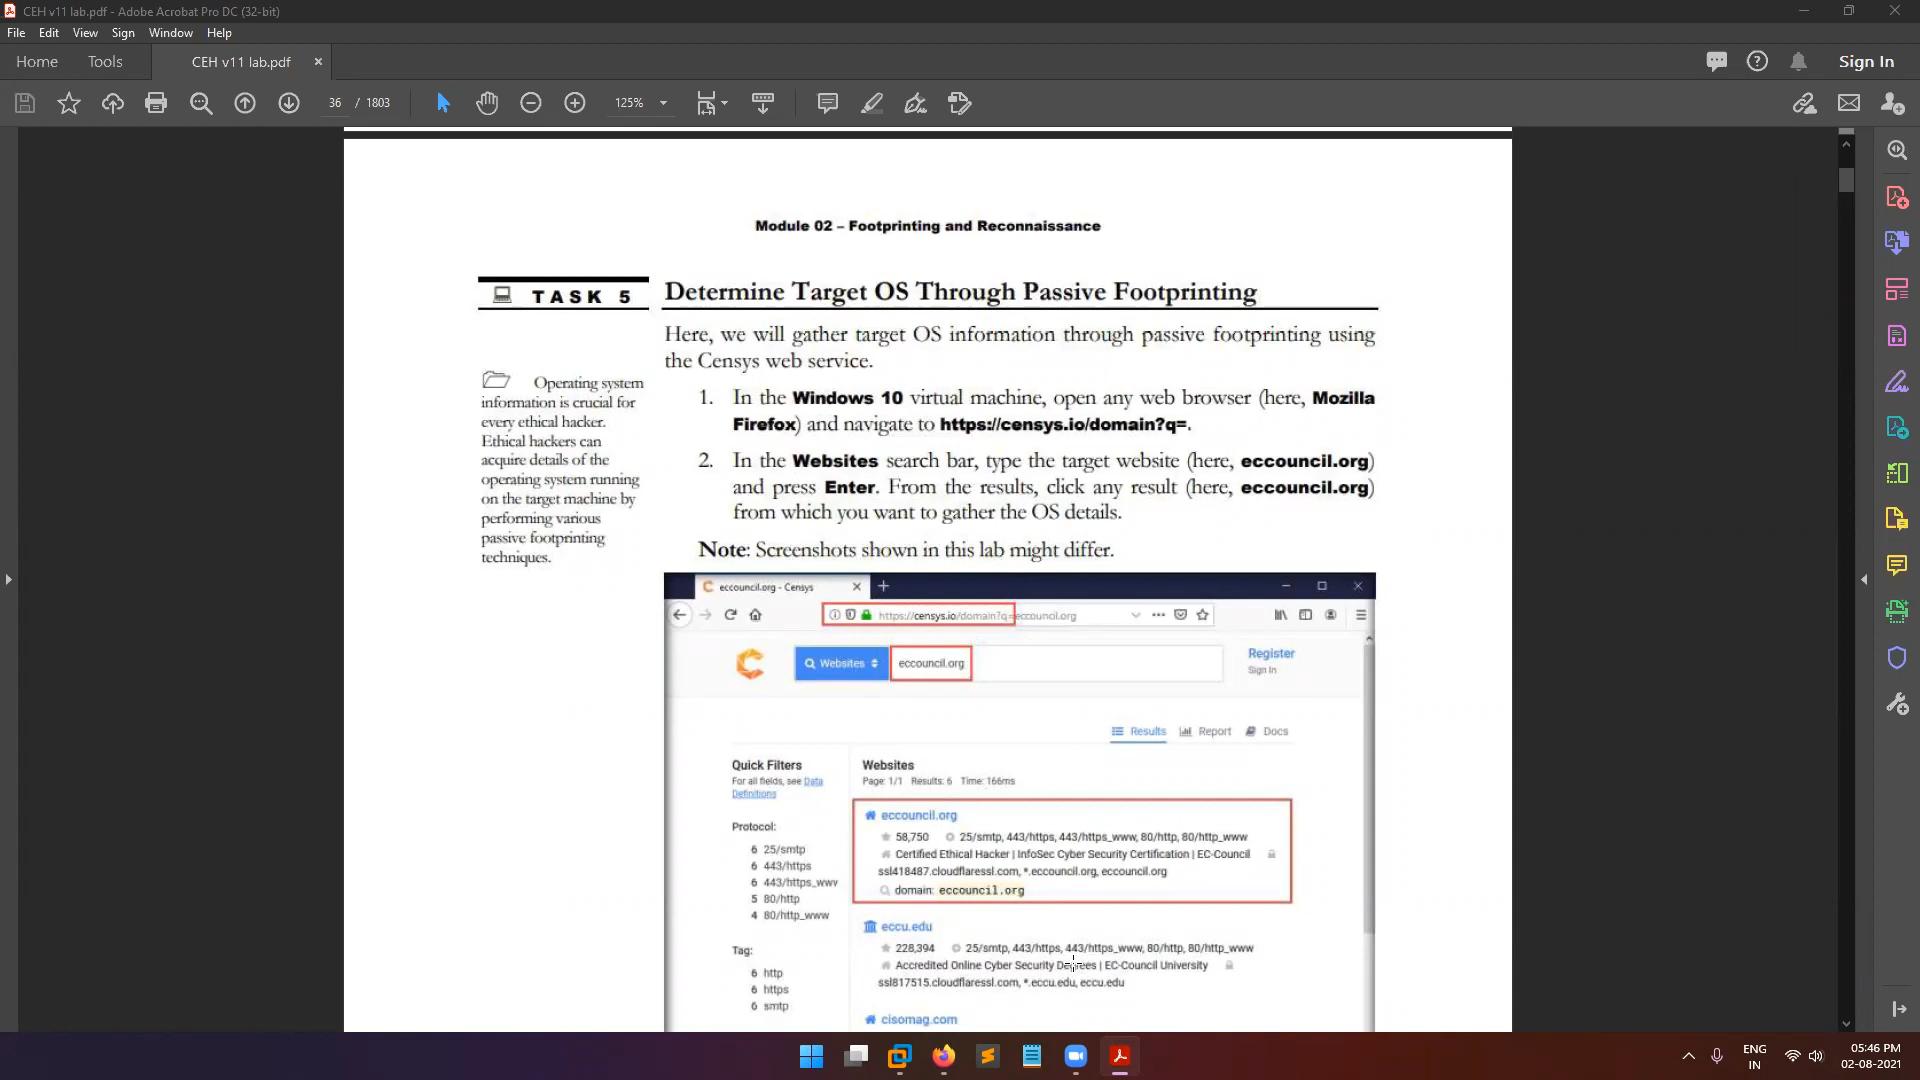 CEH v11 lab.pdf - Adobe Acrobat Pro DC (32-bit)
File Edit View Sign Window Help
Home Tools CEH v11 lab.pdf × Sign In
36 / 1803 125%
Module 02 – Footprinting and Reconnaissance
TASK 5
Determine Target OS Through Passive Footprinting
Here, we will gather target OS information through passive footprinting using
the Censys web service.
Operating system
information is crucial for
every ethical hacker.
Ethical hackers can
acquire details of the
operating system running
on the target machine by
performing various
passive footprinting
techniques.
1. In the Windows 10 virtual machine, open any web browser (here, Mozilla
Firefox) and navigate to https://censys.io/domain?q=.
2. In the Websites search bar, type the target website (here, eccouncil.org)
and press Enter. From the results, click any result (here, eccouncil.org)
from which you want to gather the OS details.
Note: Screenshots shown in this lab might differ.
eccouncil.org - Censys
https://censys.io/domain?q=eccouncil.org
Websites eccouncil.org
Register
Sign In
Results Report Docs
Quick Filters
For all fields, see Data
Definitions
Protocol:
6 25/smtp
6 443/https
6 443/https_www
5 80/http
4 80/http_www
Tag:
6 http
6 https
6 smtp
Websites
Page: 1/1 Results: 6 Time: 166ms
eccouncil.org
58,750 25/smtp, 443/https, 443/https_www, 80/http, 80/http_www
Certified Ethical Hacker | InfoSec Cyber Security Certification | EC-Council
ssl418487.cloudflaressl.com, *.eccouncil.org, eccouncil.org
domain: eccouncil.org
eccu.edu
228,394 25/smtp, 443/https, 443/https_www, 80/http, 80/http_www
Accredited Online Cyber Security Degrees | EC-Council University
ssl817515.cloudflaressl.com, *.eccu.edu, eccu.edu
cisomag.com
ENG
IN
05:46 PM
02-08-2021